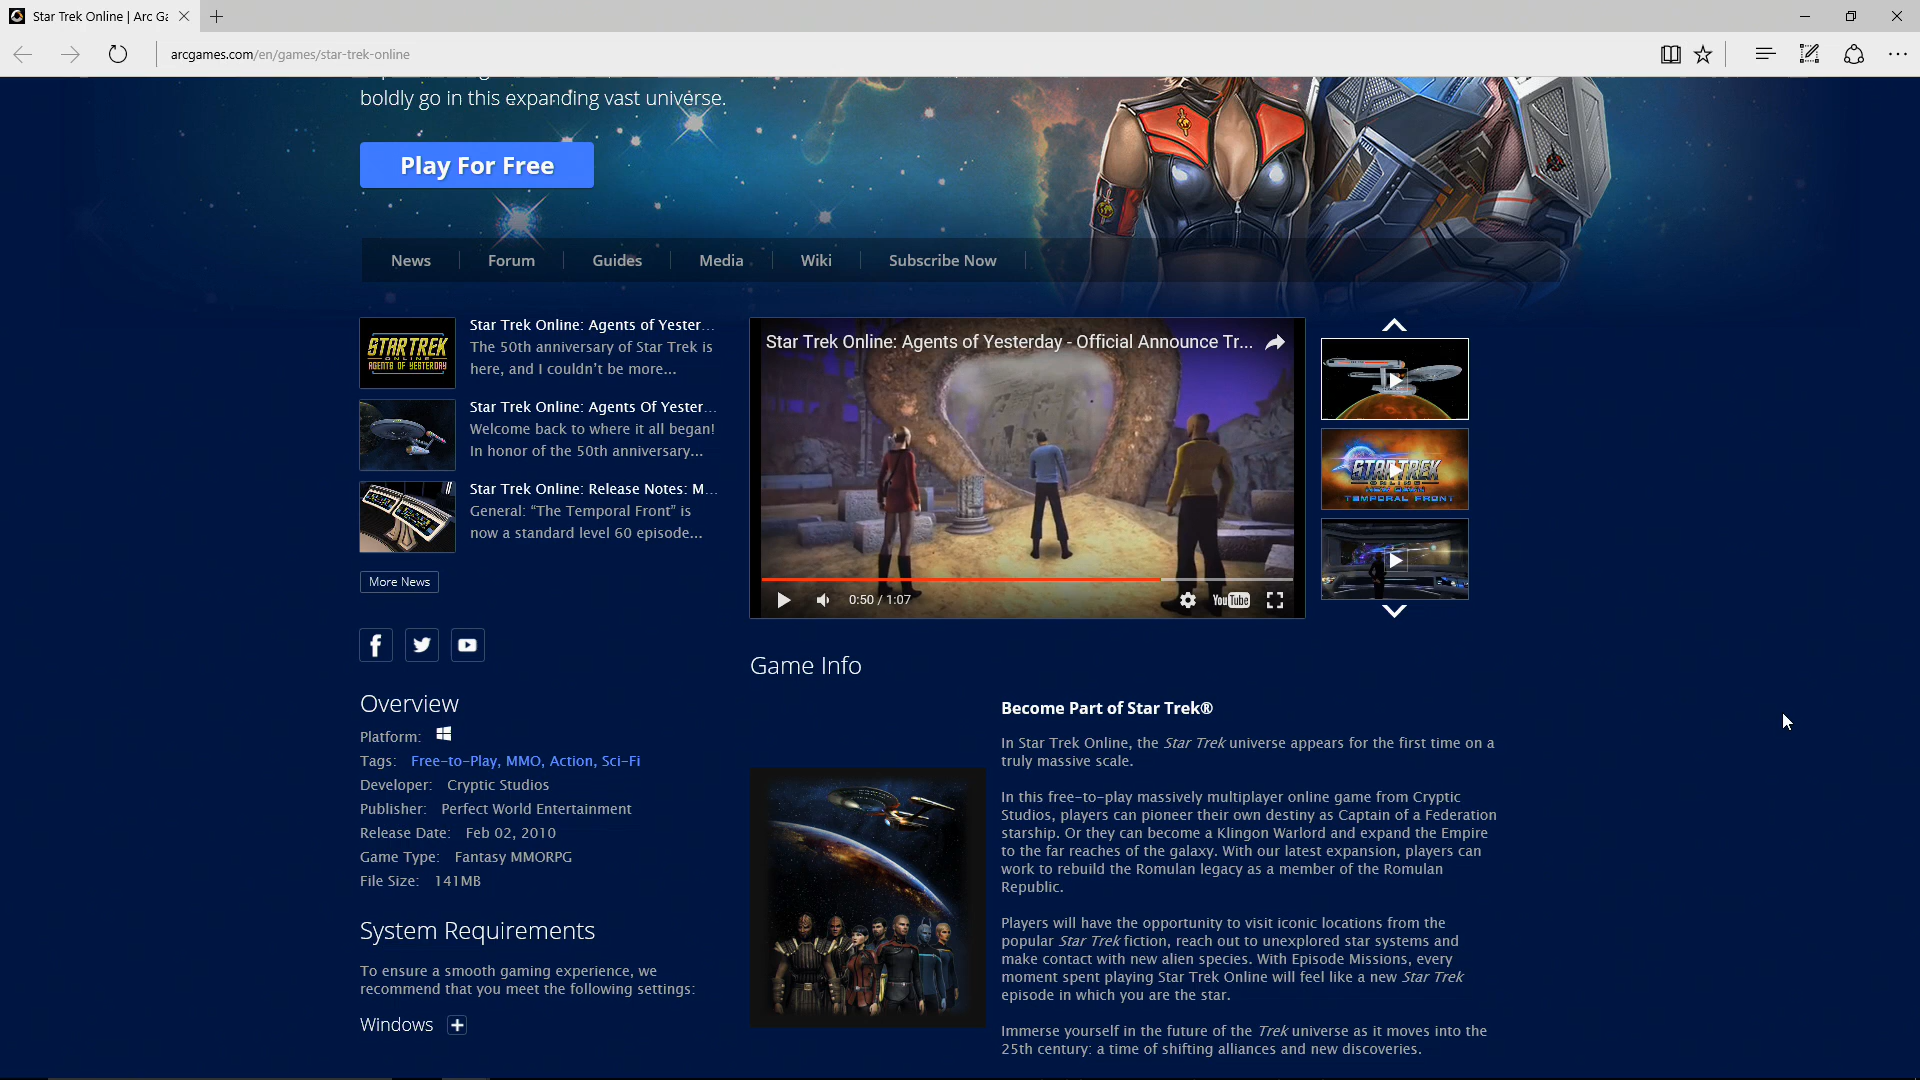 Star Trek Online | Arc Ga
arcgames.com/en/games/star-trek-online
boldly go in this expanding vast universe.
Play For Free
News
Forum
Guides
Media
Wiki
Subscribe Now
STAR TREK
ONLINE
AGENTS OF YESTERDAY
Star Trek Online: Agents of Yester...
The 50th anniversary of Star Trek is
here, and I couldn't be more...
Star Trek Online: Agents Of Yester...
Welcome back to where it all began!
In honor of the 50th anniversary...
Star Trek Online: Release Notes: M...
General: “The Temporal Front” is
now a standard level 60 episode...
More News
Star Trek Online: Agents of Yesterday - Official Announce Tr...
0:50 / 1:07
YouTube
STAR TREK
ONLINE
NEW DAWN
TEMPORAL FRONT
Overview
Platform:
Tags: Free-to-Play, MMO, Action, Sci-Fi
Developer: Cryptic Studios
Publisher: Perfect World Entertainment
Release Date: Feb 02, 2010
Game Type: Fantasy MMORPG
File Size: 141MB
System Requirements
To ensure a smooth gaming experience, we
recommend that you meet the following settings:
Windows
Game Info
Become Part of Star Trek®
In Star Trek Online, the Star Trek universe appears for the first time on a
truly massive scale.
In this free-to-play massively multiplayer online game from Cryptic
Studios, players can pioneer their own destiny as Captain of a Federation
starship. Or they can become a Klingon Warlord and expand the Empire
to the far reaches of the galaxy. With our latest expansion, players can
work to rebuild the Romulan legacy as a member of the Romulan
Republic.
Players will have the opportunity to visit iconic locations from the
popular Star Trek fiction, reach out to unexplored star systems and
make contact with new alien species. With Episode Missions, every
moment spent playing Star Trek Online will feel like a new Star Trek
episode in which you are the star.
Immerse yourself in the future of the Trek universe as it moves into the
25th century: a time of shifting alliances and new discoveries.